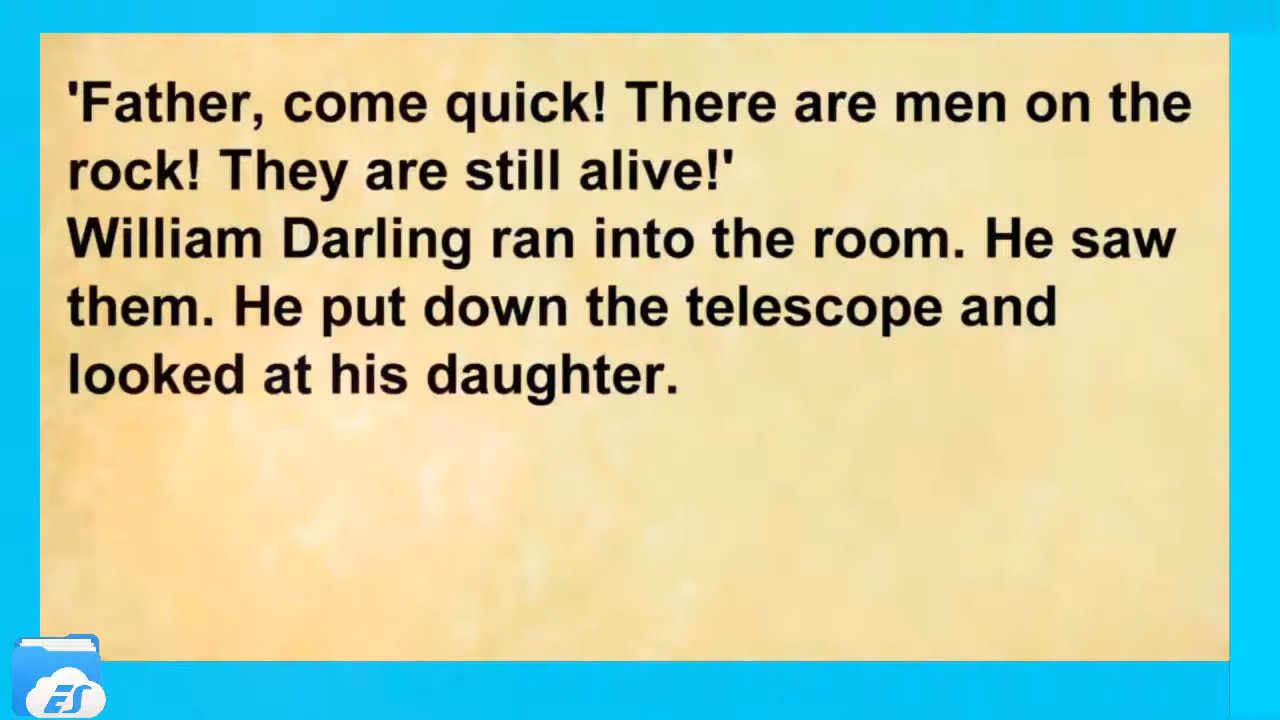 'Father, come quick! There are men on the
rock! They are still alive!'
William Darling ran into the room. He saw
them. He put down the telescope and
looked at his daughter.
ES